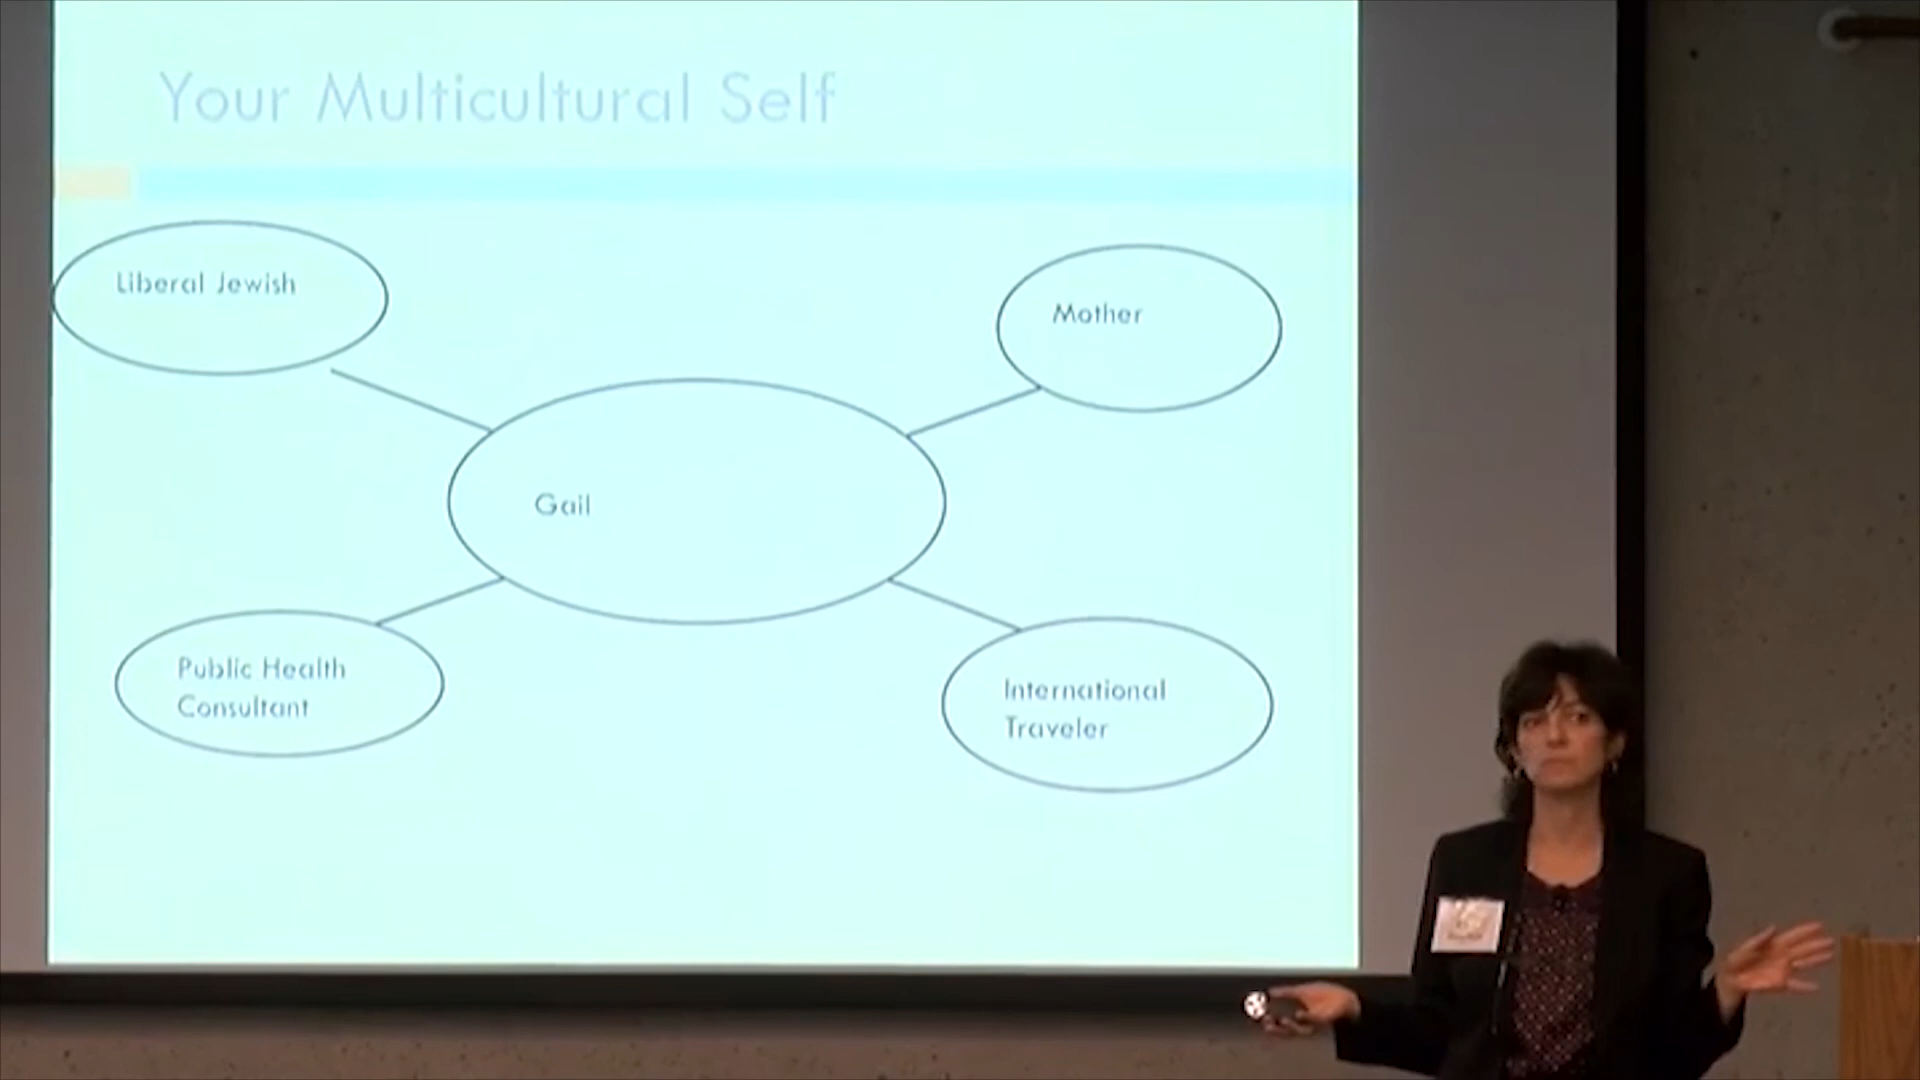 Your Multicultural Self
Liberal Jewish
Mother
Gail
Public Health
Consultant
International
Traveler